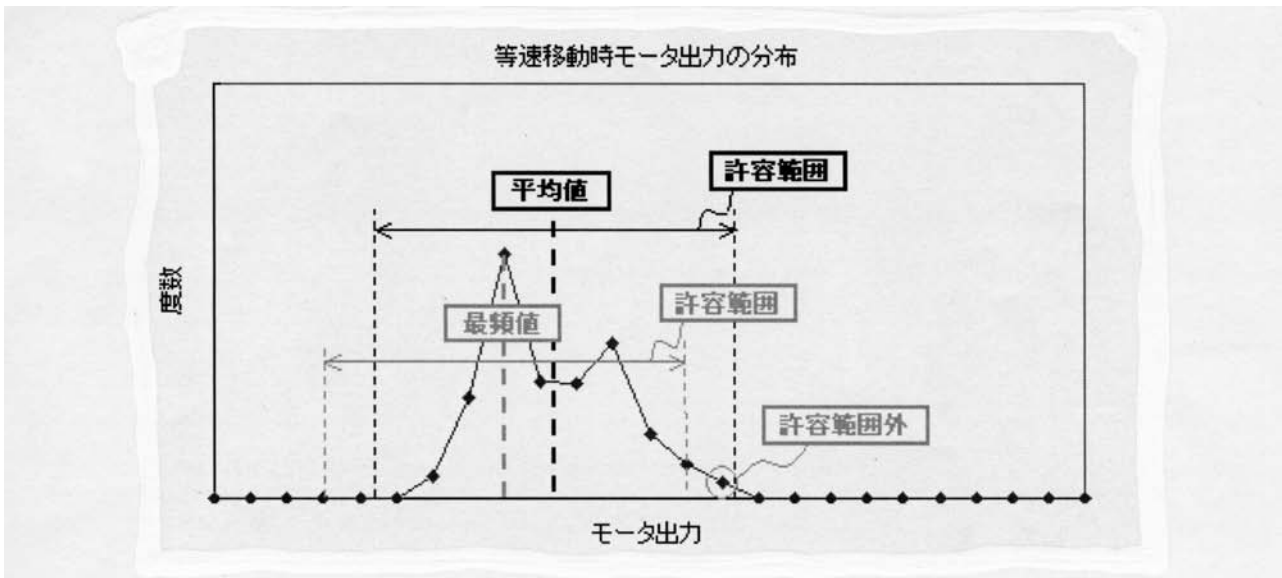 等速移動時モータ出力の分布
許容範囲
平均値
度数
最頻値
許容範囲
許容範囲外
モータ出力